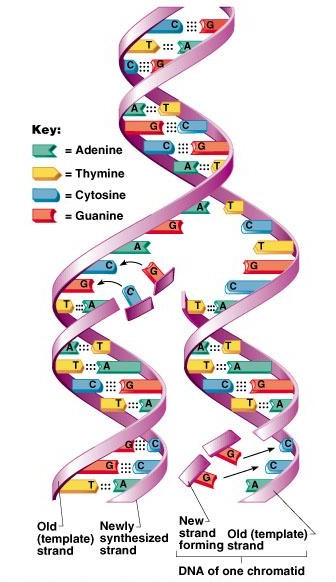 C G
T A
C G
A T
G C
C G
A T
Key:
= Adenine
= Thymine
= Cytosine
= Guanine
A T
G C
A T
C G
G G
C C
T A T A
A T A T
T A T A
C G C G
T A T A
G C G C
G C G C
T A A
Old
(template)
strand
Newly
synthesized
strand
New
strand
forming
Old (template)
strand
DNA of one chromatid